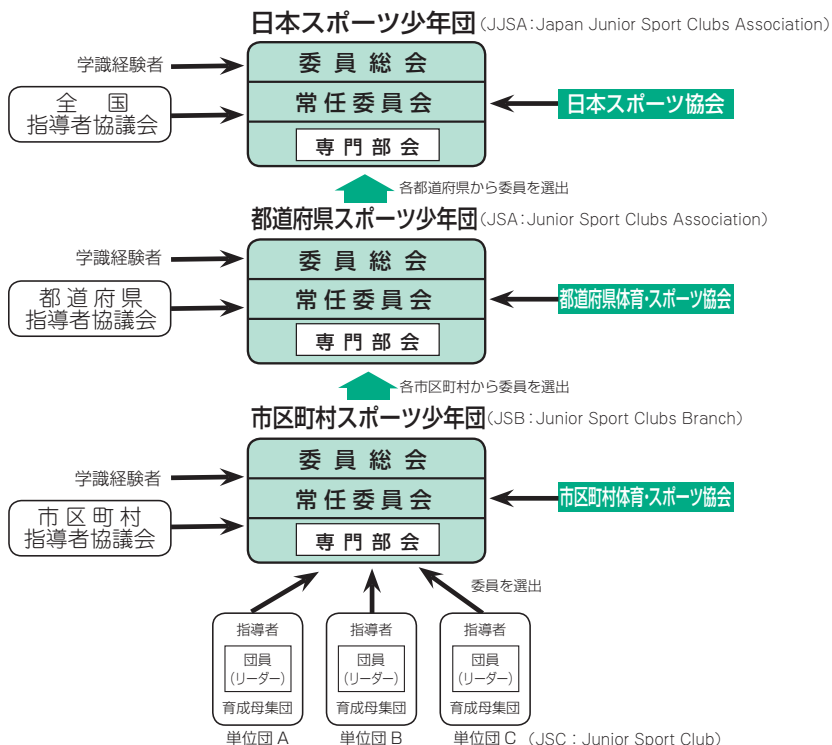 日本スポーツ少年団(JJSA:Japan Junior Sport Clubs Association)
学識経験者
委員総会
全国
指導者協議会
常任委員会
日本スポーツ協会
専門部会
各都道府県から委員を選出
都道府県スポーツ少年団(JSA:Junior Sport Clubs Association)
学識経験者
委員総会
都道府県
指導者協議会
常任委員会
都道府県体育・スポーツ協会
専門部会
各市区町村から委員を選出
市区町村スポーツ少年団(JSB:Junior Sport Clubs Branch)
学識経験者
委員総会
市区町村
指導者協議会
常任委員会
市区町村体育・スポーツ協会
専門部会
委員を選出
指導者
団員
(リーダー)
育成母集団
単位団 A
指導者
団員
(リーダー)
育成母集団
単位団 B
指導者
団員
(リーダー)
育成母集団
単位団 C (JSC:Junior Sport Club)